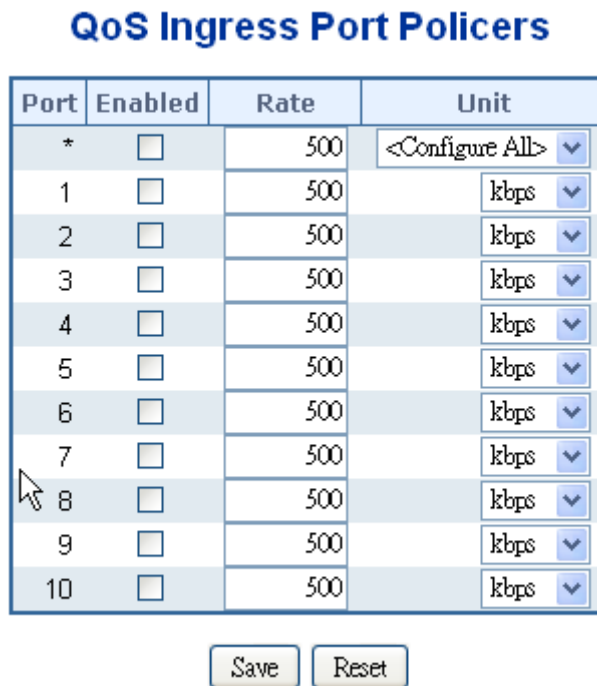 QoS Ingress Port Policers
Port Enabled Rate Unit
* 500 <Configure All>
1 500 kbps
2 500 kbps
3 500 kbps
4 500 kbps
5 500 kbps
6 500 kbps
7 500 kbps
8 500 kbps
9 500 kbps
10 500 kbps
Save Reset